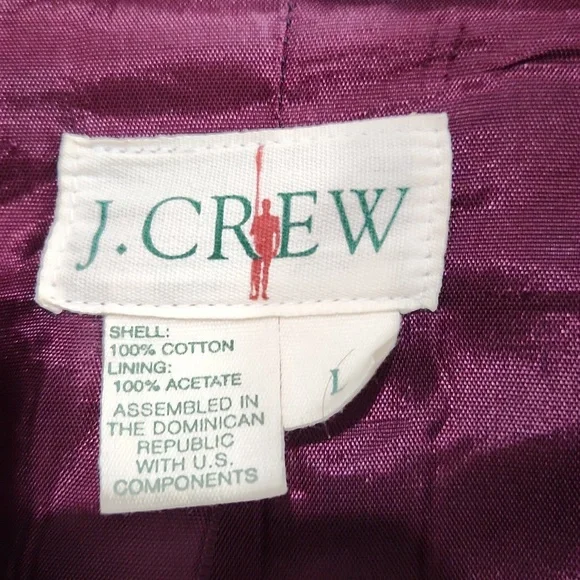 J.CREW
SHELL:
100% COTTON
LINING:
100% ACETATE
ASSEMBLED IN
THE DOMINICAN
REPUBLIC
WITH U.S.
COMPONENTS
L